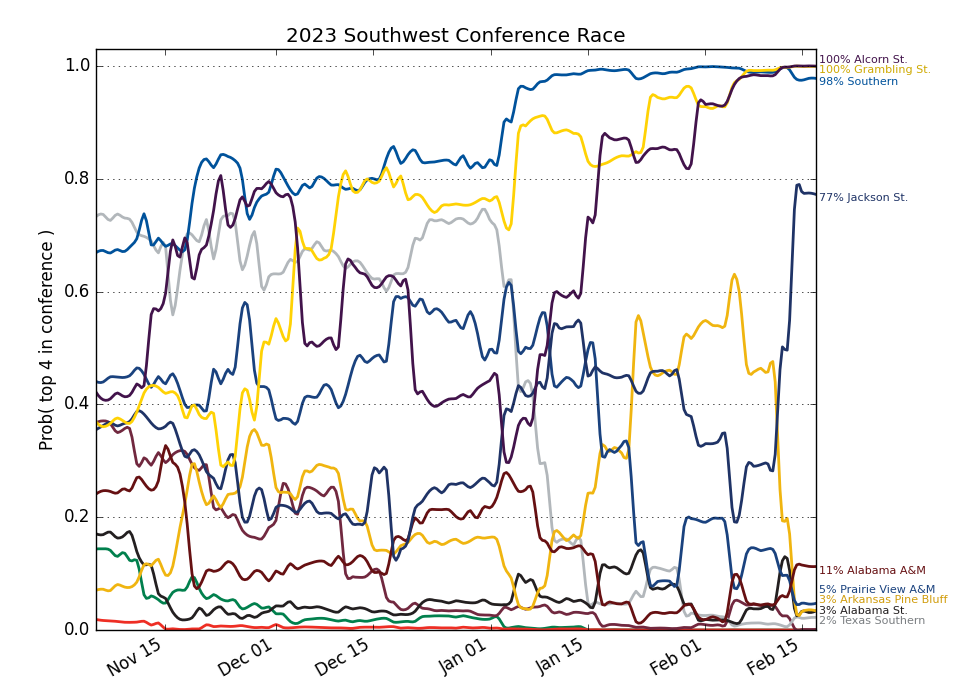 2023 Southwest Conference Race
Prob( top 4 in conference )
1.0
0.8
0.6
0.4
0.2
0.0
Nov 15
Dec 01
Dec 15
Jan 01
Jan 15
Feb 01
Feb 15
100% Alcorn St.
100% Grambling St.
98% Southern
77% Jackson St.
11% Alabama A&M
5% Prairie View A&M
3% Arkansas Pine Bluff
3% Alabama St.
2% Texas Southern